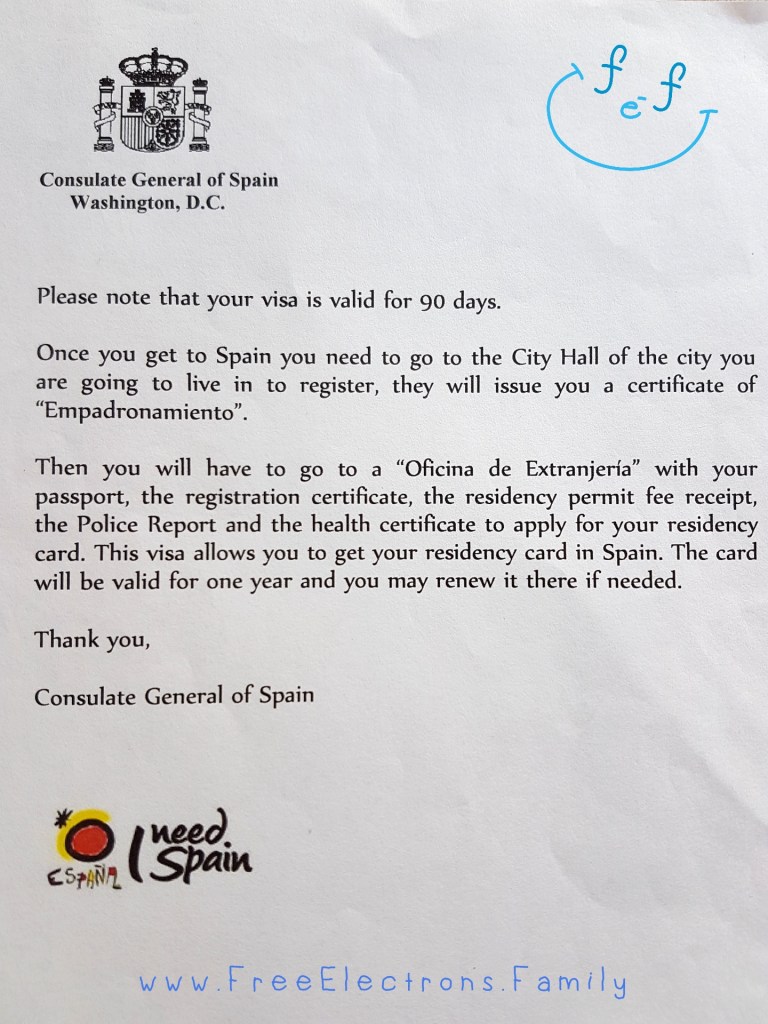 f e- f
Consulate General of Spain
Washington, D.C.
Please note that your visa is valid for 90 days.
Once you get to Spain you need to go to the City Hall of the city you
are going to live in to register, they will issue you a certificate of
“Empadronamiento”.
Then you will have to go to a “Oficina de Extranjería” with your
passport, the registration certificate, the residency permit fee receipt,
the Police Report and the health certificate to apply for your residency
card. This visa allows you to get your residency card in Spain. The card
will be valid for one year and you may renew it there if needed.
Thank you,
Consulate General of Spain
I need
Spain
ESPAÑA
www.FreeElectrons.Family